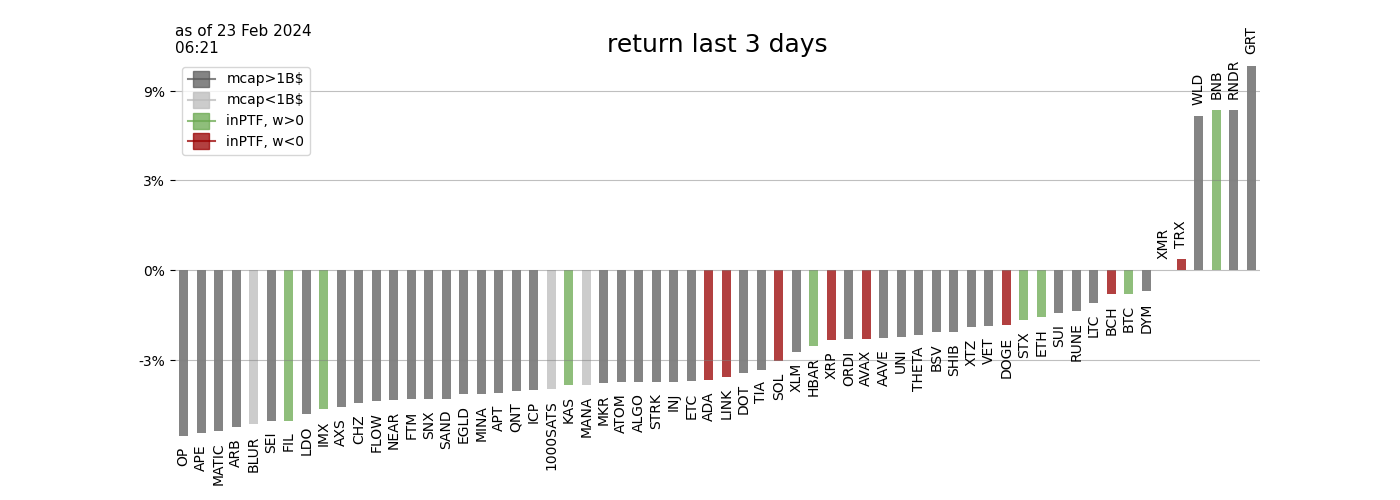 as of 23 Feb 2024
06:21
return last 3 days
mcap>1B$
mcap<1B$
inPTF, w>0
inPTF, w<0
9%
3%
0%
-3%
OP
APE
MATIC
ARB
BLUR
SEI
FIL
LDO
IMX
AXS
CHZ
FLOW
NEAR
FTM
SNX
SAND
EGLD
MINA
APT
QNT
ICP
1000SATS
KAS
MANA
MKR
ATOM
ALGO
STRK
INJ
ETC
ADA
LINK
DOT
TIA
SOL
XLM
HBAR
XRP
ORDI
AVAX
AAVE
UNI
THETA
BSV
SHIB
XTZ
VET
DOGE
STX
ETH
SUI
RUNE
LTC
BCH
BTC
DYM
XMR
TRX
WLD
BNB
RNDR
GRT